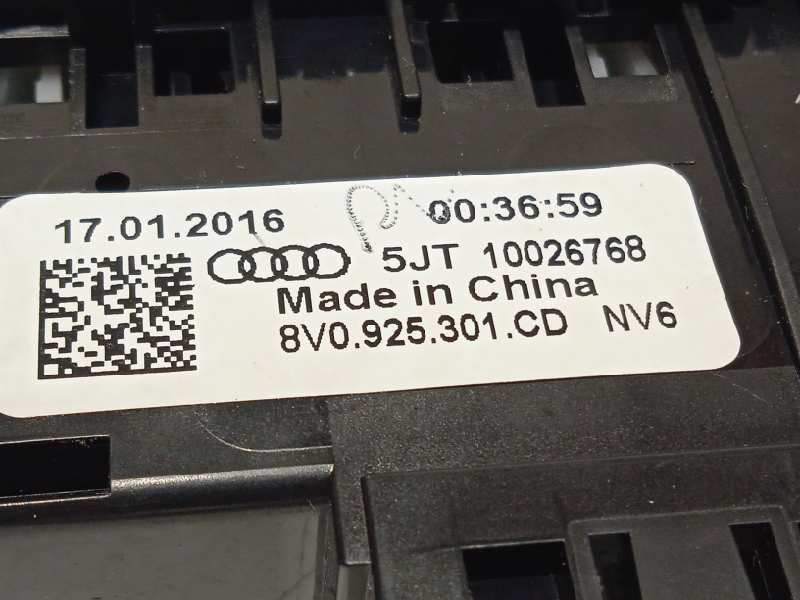 17.01.2016 00:36:59
5JT 10026768
Made in China
8V0.925.301.CD NV6